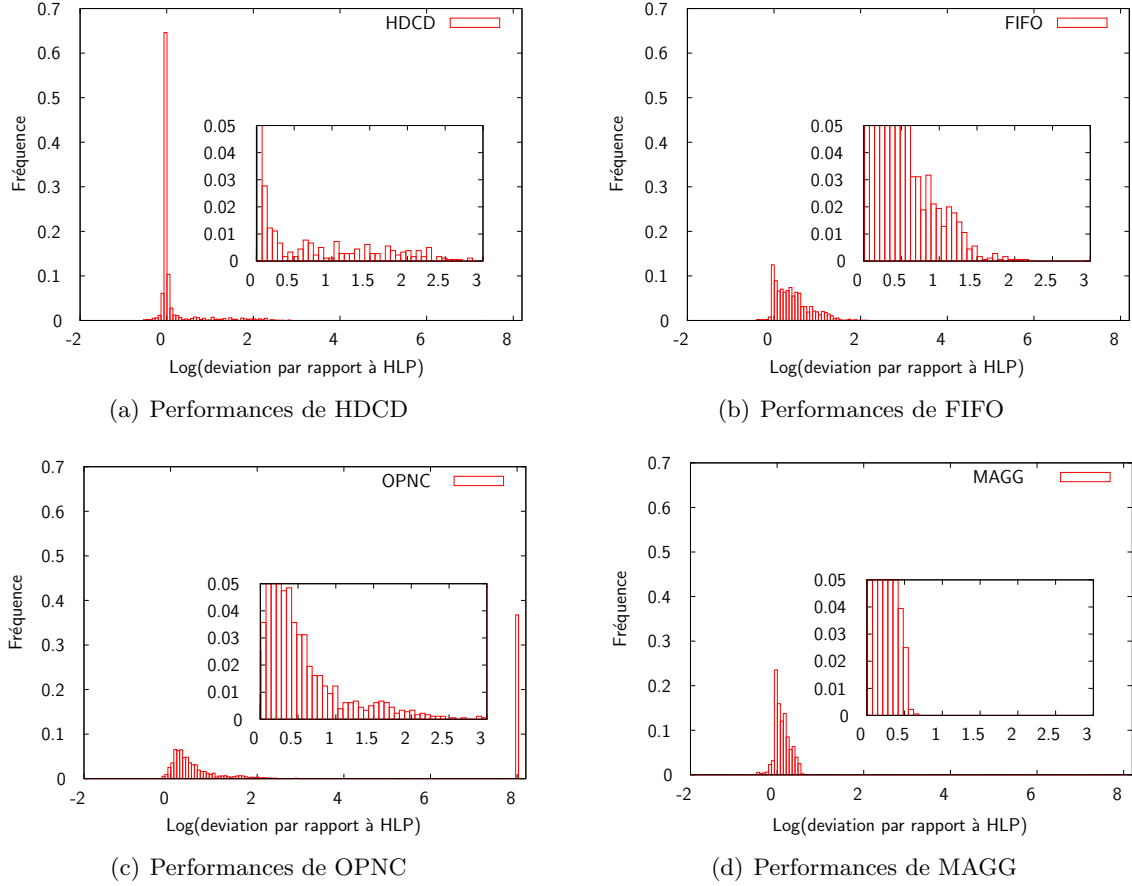 HDCD
0.7
0.6
0.5
0.4
0.3
0.2
0.1
0
Fréquence
-2 0 2 4 6 8
Log(deviation par rapport à HLP)
0.05
0.04
0.03
0.02
0.01
0
0 0.5 1 1.5 2 2.5 3
(a) Performances de HDCD
FIFO
0.7
0.6
0.5
0.4
0.3
0.2
0.1
0
Fréquence
-2 0 2 4 6 8
Log(deviation par rapport à HLP)
0.05
0.04
0.03
0.02
0.01
0
0 0.5 1 1.5 2 2.5 3
(b) Performances de FIFO
OPNC
0.7
0.6
0.5
0.4
0.3
0.2
0.1
0
Fréquence
-2 0 2 4 6 8
Log(deviation par rapport à HLP)
0.05
0.04
0.03
0.02
0.01
0
0 0.5 1 1.5 2 2.5 3
(c) Performances de OPNC
MAGG
0.7
0.6
0.5
0.4
0.3
0.2
0.1
0
Fréquence
-2 0 2 4 6 8
Log(deviation par rapport à HLP)
0.05
0.04
0.03
0.02
0.01
0
0 0.5 1 1.5 2 2.5 3
(d) Performances de MAGG